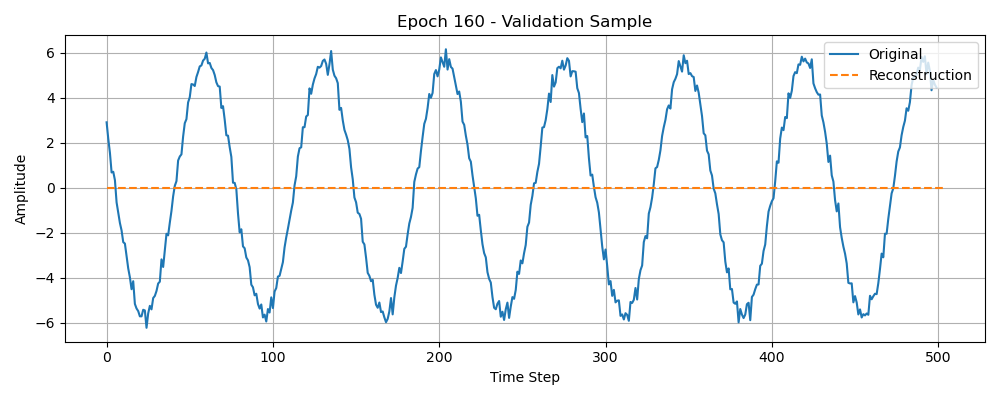 Epoch 160 - Validation Sample
Original
Reconstruction
Amplitude
6
4
2
0
−2
−4
−6
0 100 200 300 400 500
Time Step